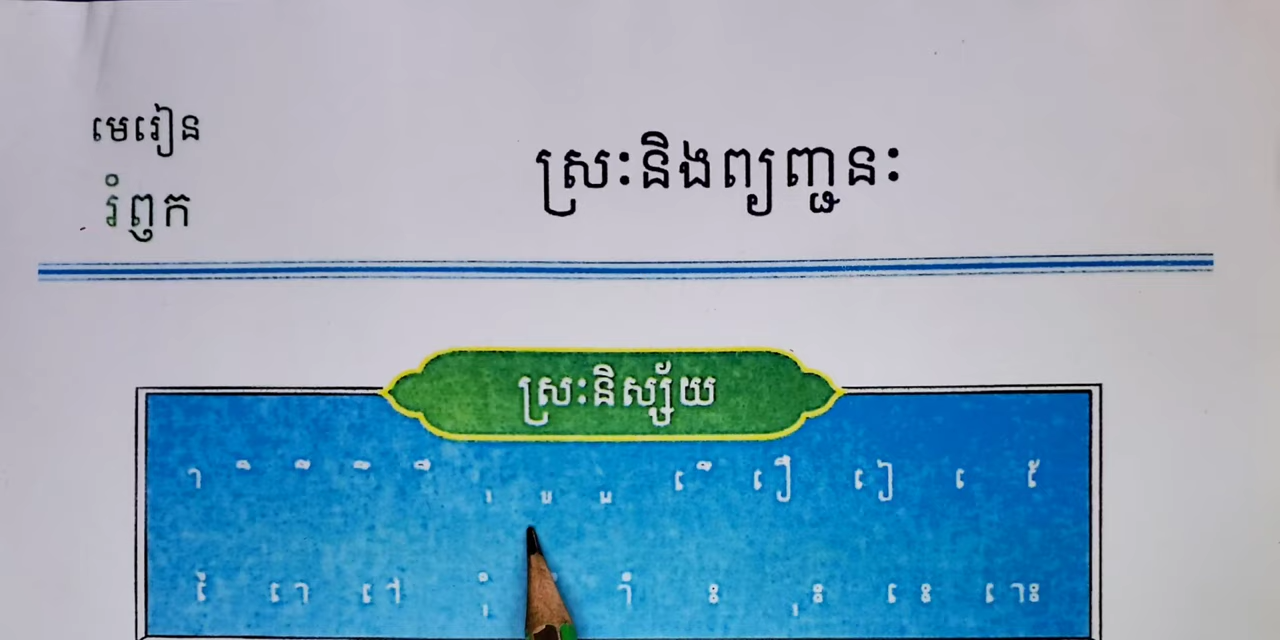 មេរៀន
រំឭក
ស្រៈនិងព្យញ្ជនៈ
ស្រៈនិស្ស័យ
ា ិ ី ឹ ឺ ុ ូ ួ ើ ឿ ៀ េ ែ
ៃ ោ ៅ ុំ ាំ ះ ុះ េះ ោះ